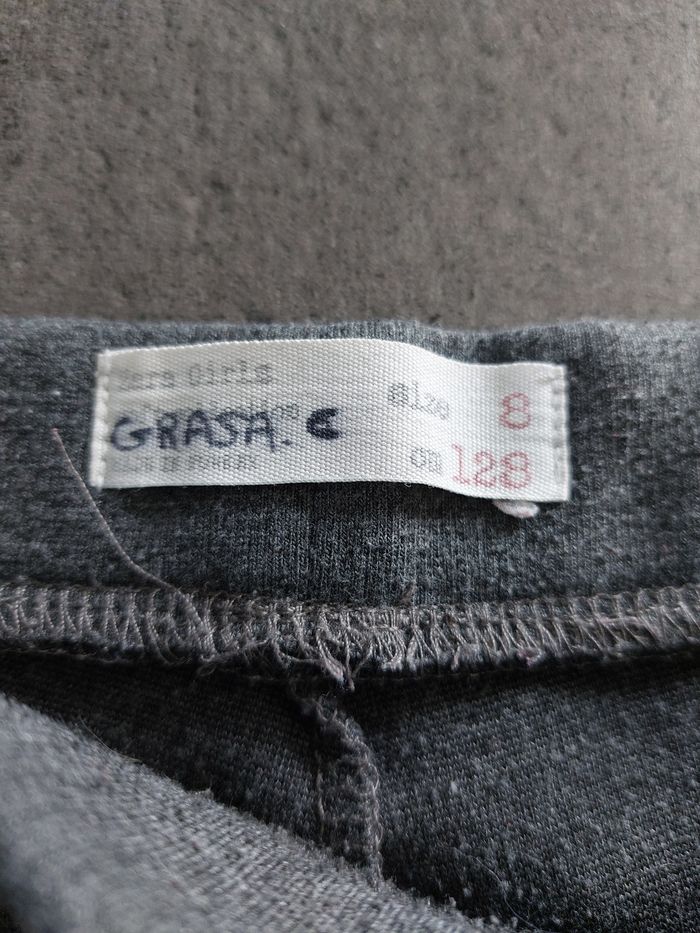 Zara Girls
size 8
GRASA. C
cm 128